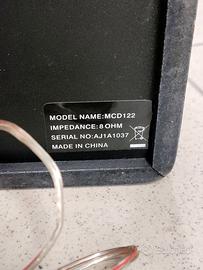 MODEL NAME:MCD122
IMPEDANCE:8 OHM
SERIAL NO:AJ1A1037
MADE IN CHINA